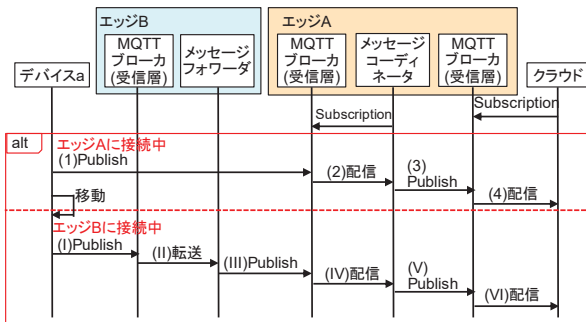 エッジB
エッジA
デバイスa
MQTT
ブローカ
(受信層)
メッセージ
フォワーダ
MQTT
ブローカ
(受信層)
メッセージ
コーディ
ネータ
MQTT
ブローカ
(受信層)
クラウド
Subscription
Subscription
alt
エッジAに接続中
(1)Publish
(2)配信
(3)
Publish
(4)配信
移動
エッジBに接続中
(I)Publish
(II)転送
(III)Publish
(IV)配信
(V)
Publish
(VI)配信